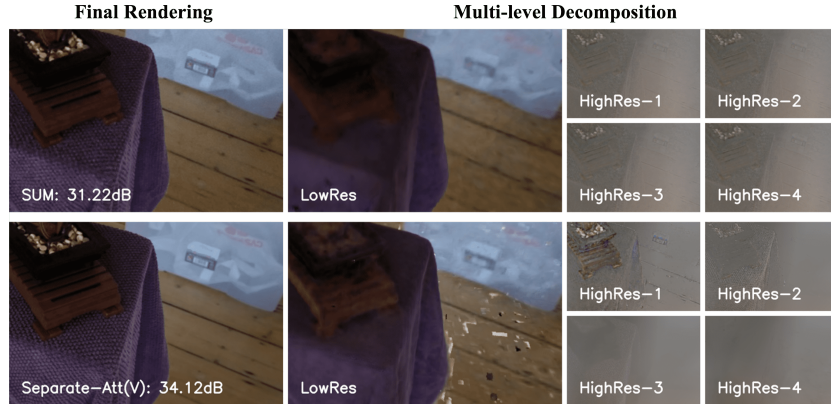 Final Rendering
Multi-level Decomposition
SUM: 31.22dB
LowRes
HighRes-1
HighRes-2
HighRes-3
HighRes-4
Separate-Att(V): 34.12dB
LowRes
HighRes-1
HighRes-2
HighRes-3
HighRes-4